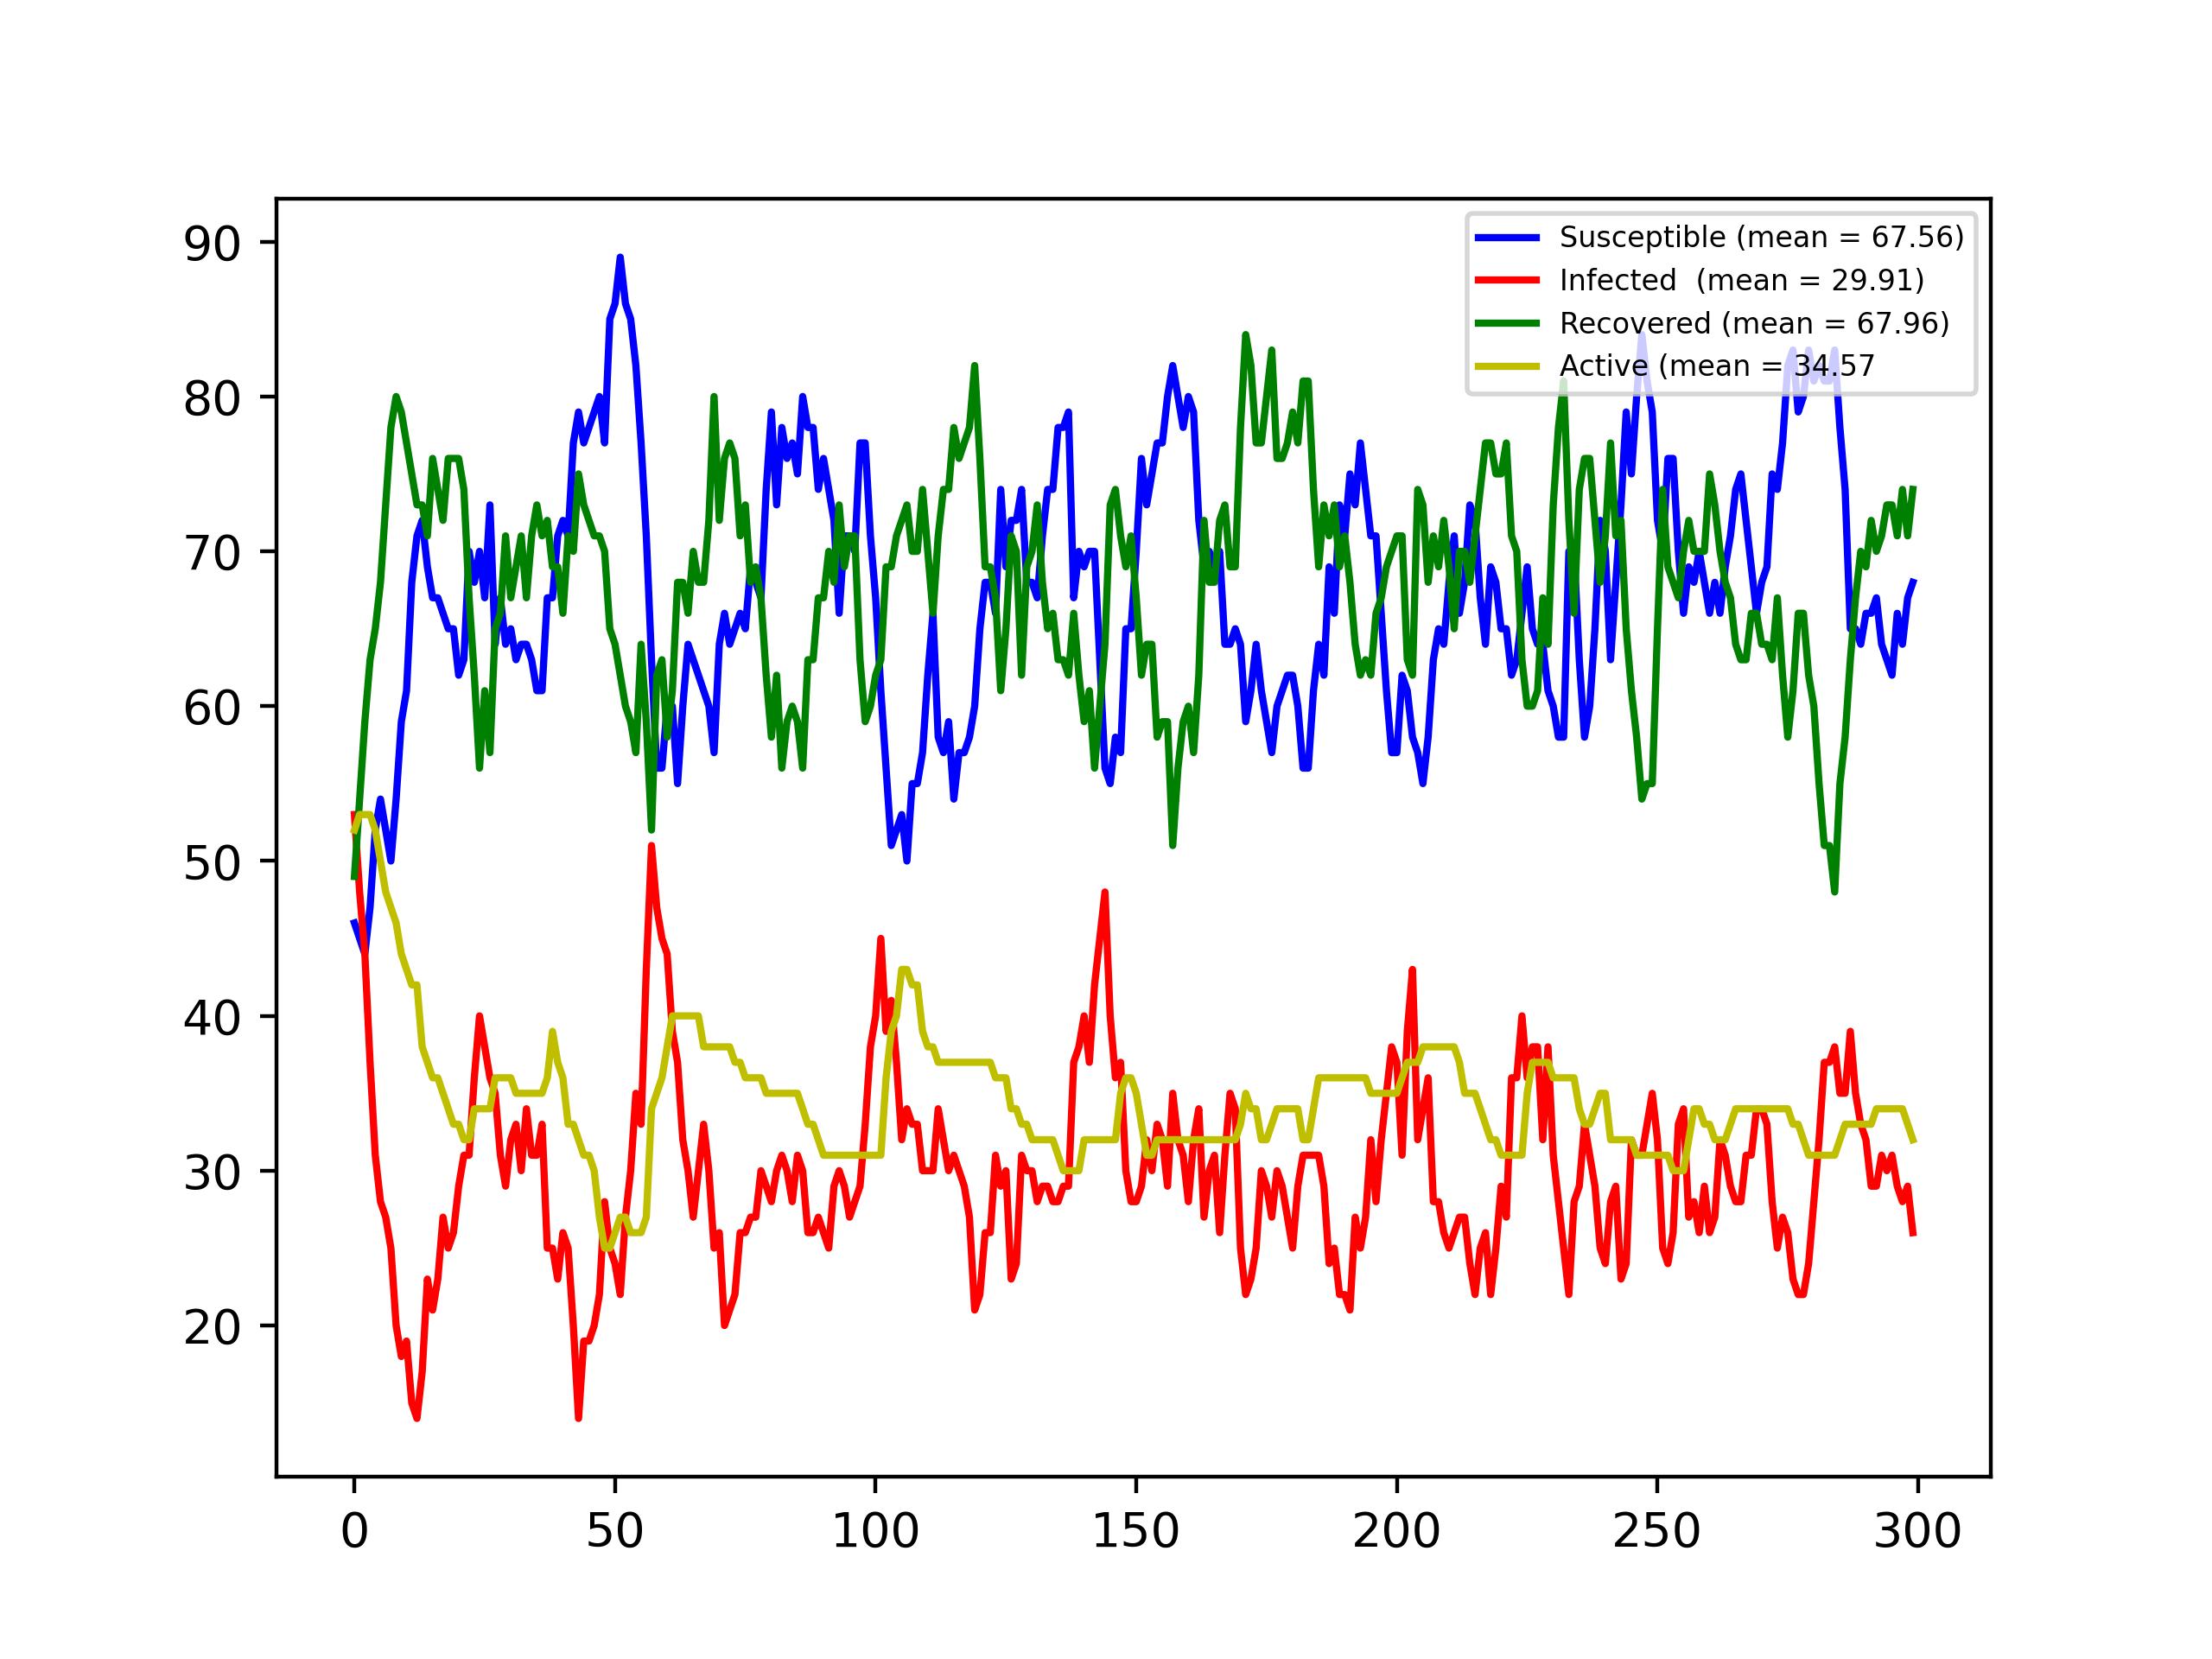 90
80
70
60
50
40
30
20
0 50 100 150 200 250 300
Susceptible (mean = 67.56)
Infected  (mean = 29.91)
Recovered (mean = 67.96)
Active (mean = 34.57